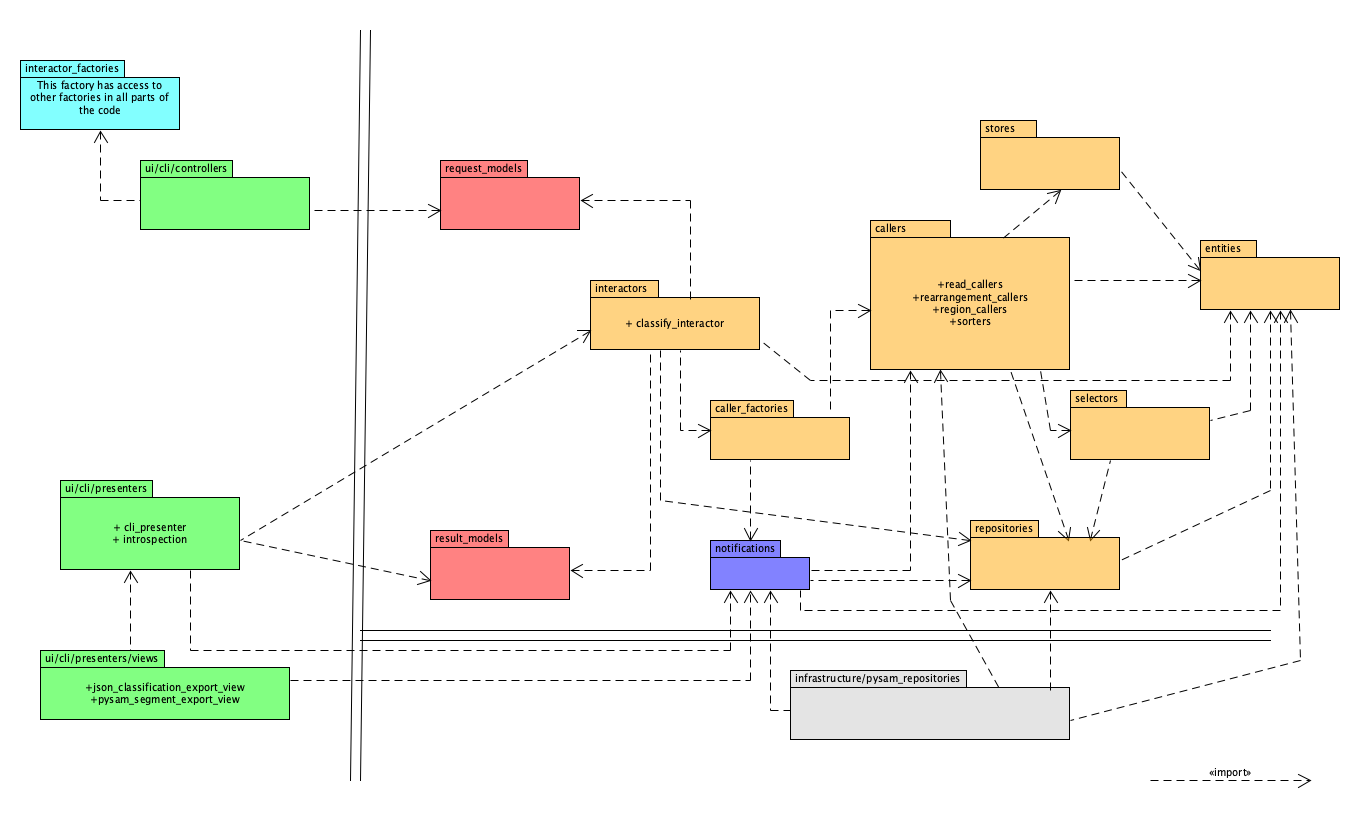 interactor_factories
This factory has access to
other factories in all parts of
the code
ui/cli/controllers
request_models
stores
callers
+read_callers
+rearrangement_callers
+region_callers
+sorters
entities
interactors
+ classify_interactor
caller_factories
selectors
ui/cli/presenters
+ cli_presenter
+ introspection
result_models
notifications
repositories
ui/cli/presenters/views
+json_classification_export_view
+pysam_segment_export_view
infrastructure/pysam_repositories
«import»